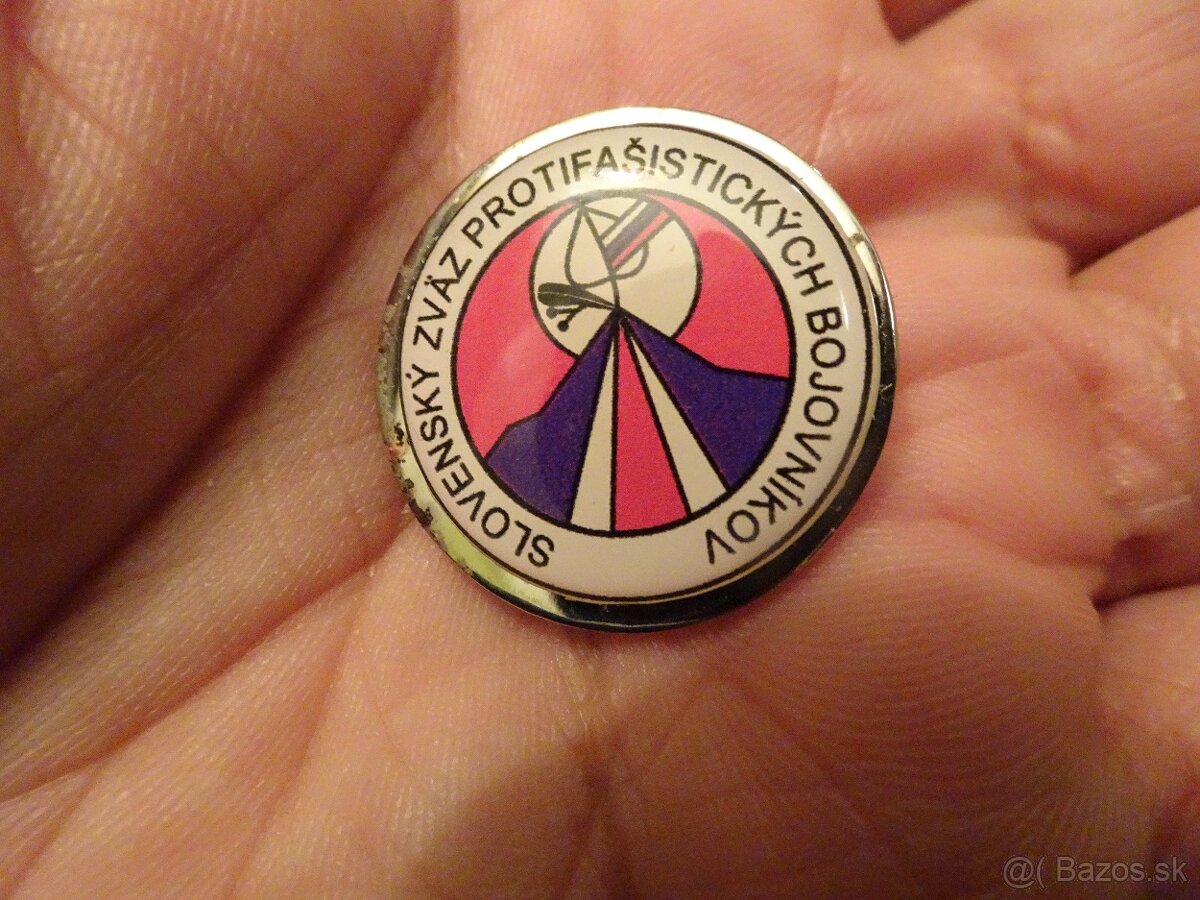 SLOVENSKÝ ZVÄZ PROTIFAŠISTICKÝCH BOJOVNÍKOV
@( Bazos.sk